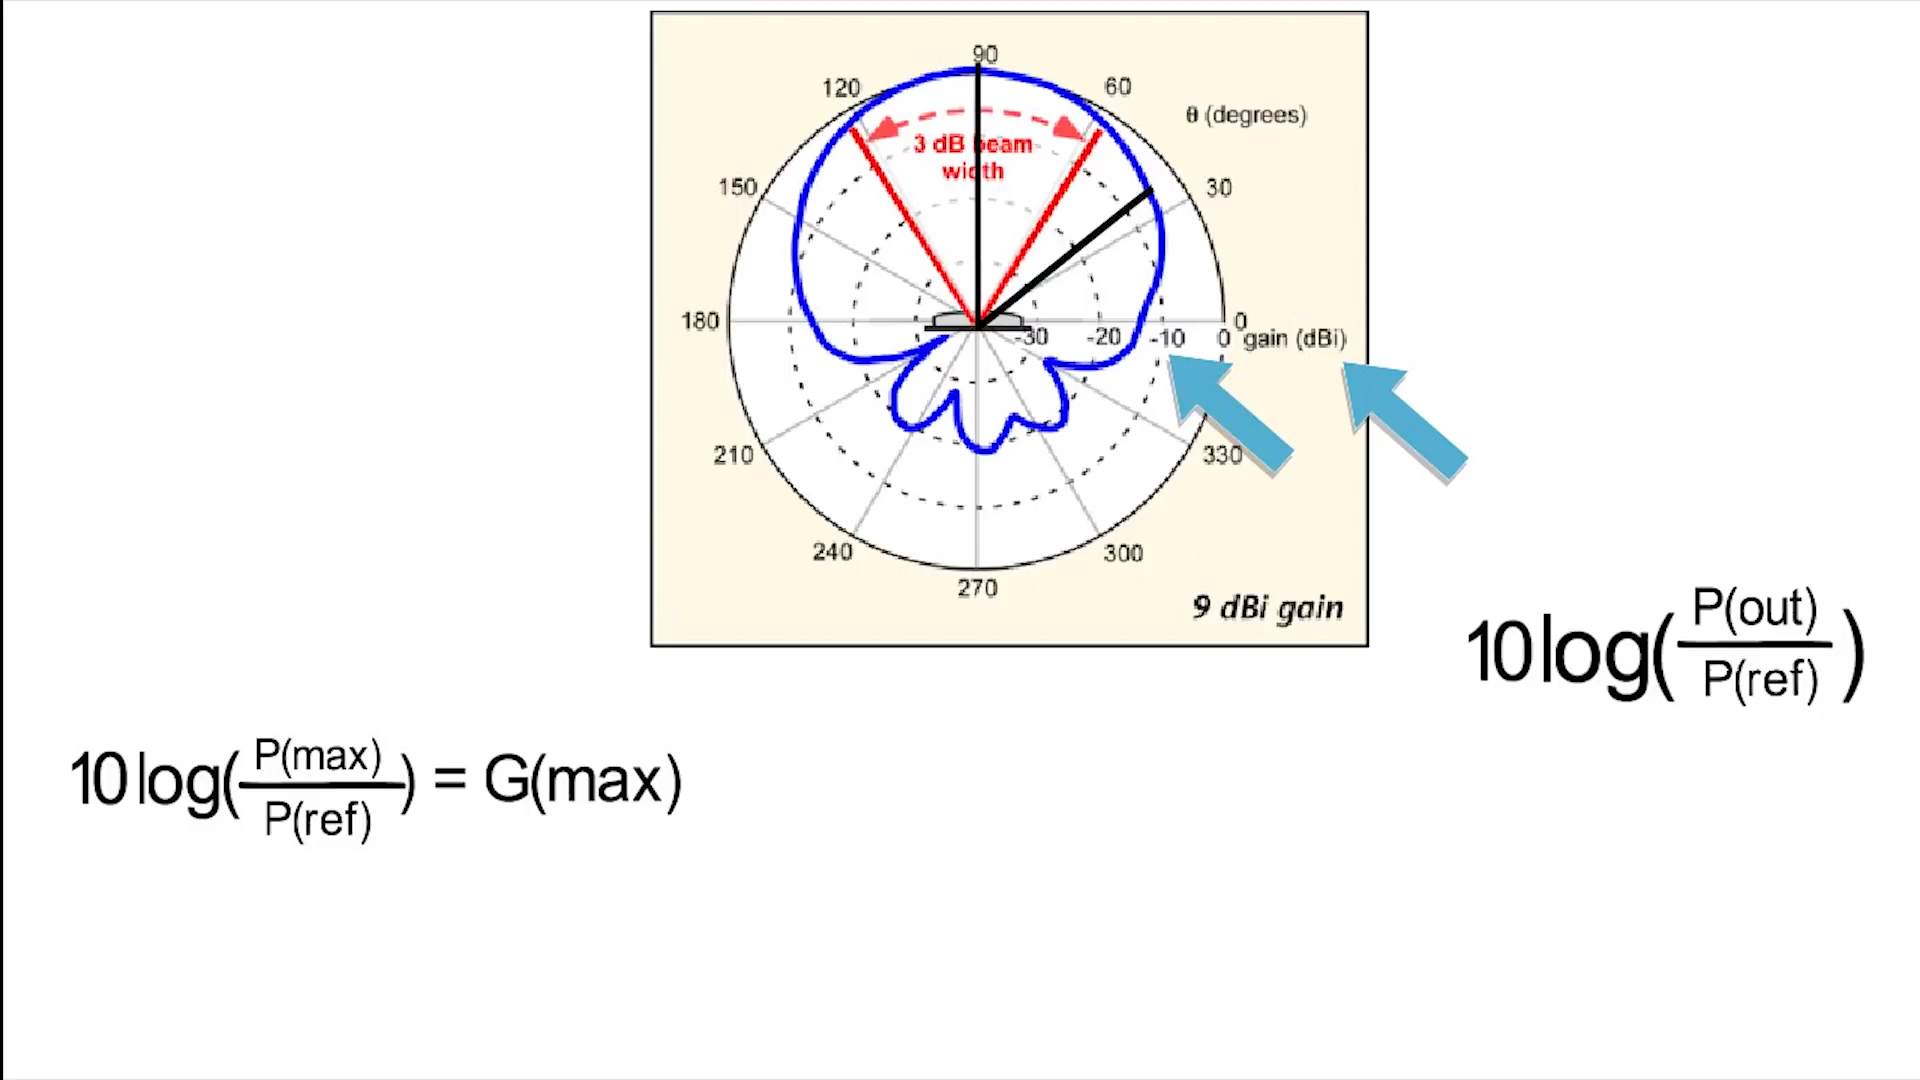 90
120
60
θ (degrees)
3 dB beam
width
150
30
180
0
-30
-20
-10
0
gain (dBi)
210
330
240
300
270
9 dBi gain
10log(P(out)/P(ref))
10log(P(max)/P(ref)) = G(max)